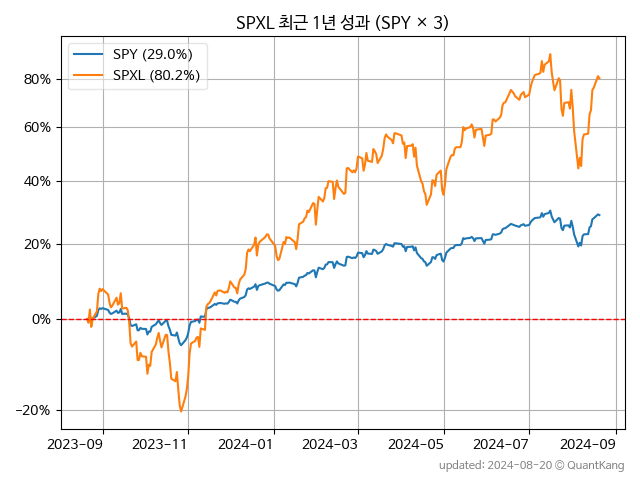 SPXL 최근 1년 성과 (SPY × 3)
SPY (29.0%)
SPXL (80.2%)
80%
60%
40%
20%
0%
−20%
2023-09 2023-11 2024-01 2024-03 2024-05 2024-07 2024-09
updated: 2024-08-20 © QuantKang